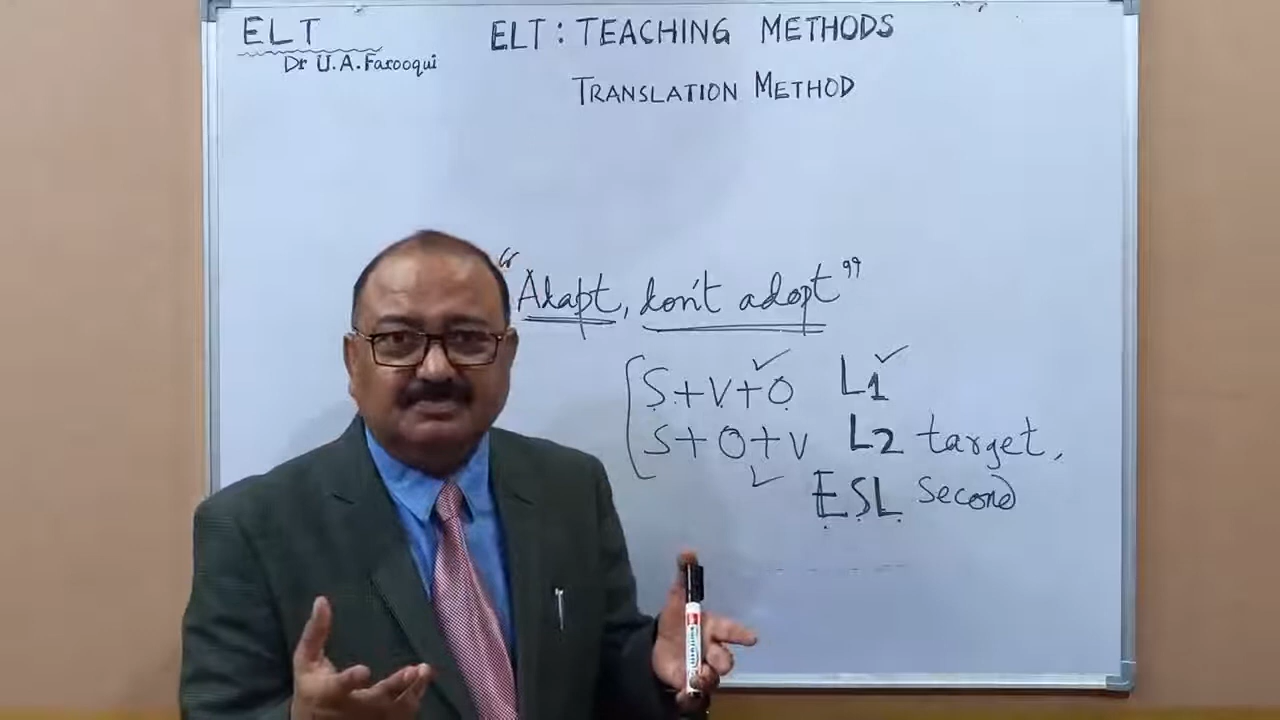 ELT
Dr U.A. Farooqui
ELT : TEACHING METHODS
TRANSLATION METHOD
“Adapt, don't adopt”
S+V+O L1
S+O+V L2 target,
ESL Second